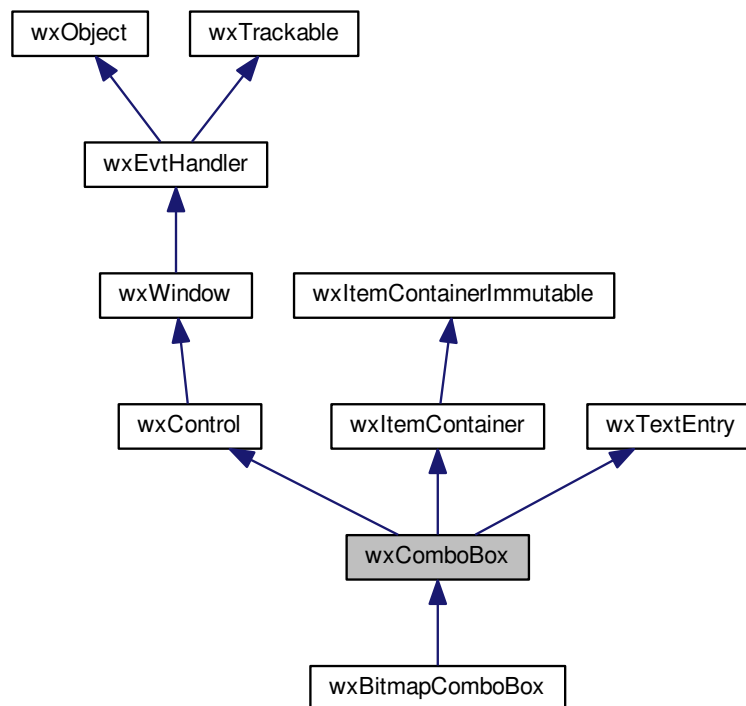 wxObject
wxTrackable
wxEvtHandler
wxWindow
wxItemContainerImmutable
wxControl
wxItemContainer
wxTextEntry
wxComboBox
wxBitmapComboBox